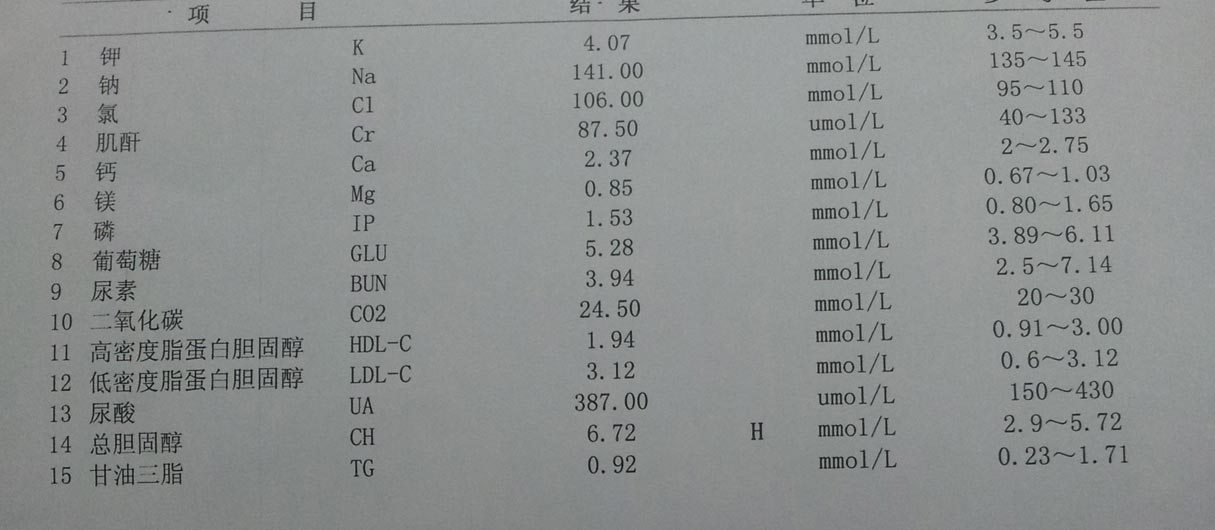 项 目 结 果 单 位
1 钾 K 4.07 mmol/L 3.5～5.5
2 钠 Na 141.00 mmol/L 135～145
3 氯 Cl 106.00 mmol/L 95～110
4 肌酐 Cr 87.50 umol/L 40～133
5 钙 Ca 2.37 mmol/L 2～2.75
6 镁 Mg 0.85 mmol/L 0.67～1.03
7 磷 IP 1.53 mmol/L 0.80～1.65
8 葡萄糖 GLU 5.28 mmol/L 3.89～6.11
9 尿素 BUN 3.94 mmol/L 2.5～7.14
10 二氧化碳 CO2 24.50 mmol/L 20～30
11 高密度脂蛋白胆固醇 HDL-C 1.94 mmol/L 0.91～3.00
12 低密度脂蛋白胆固醇 LDL-C 3.12 mmol/L 0.6～3.12
13 尿酸 UA 387.00 umol/L 150～430
14 总胆固醇 CH 6.72 H mmol/L 2.9～5.72
15 甘油三脂 TG 0.92 mmol/L 0.23～1.71